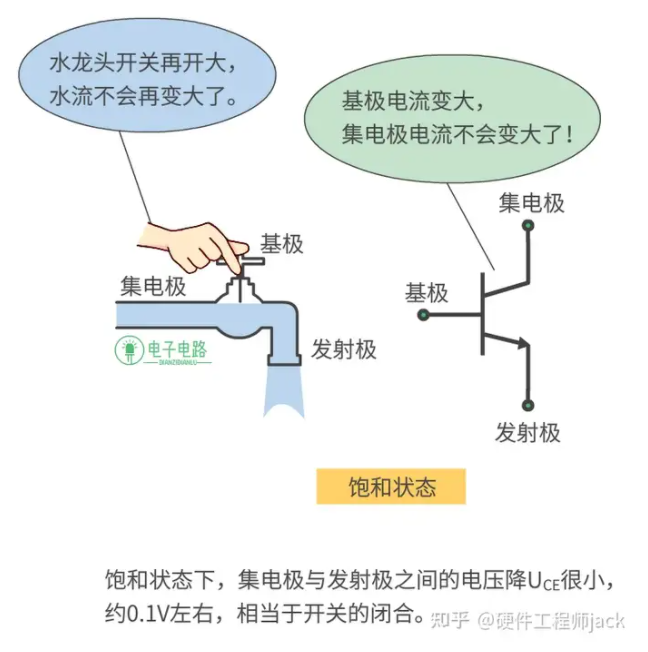 水龙头开关再开大，
水流不会再变大了。
基极电流变大，
集电极电流不会变大了！
集电极
基极
集电极
基极
发射极
电子电路
DIANZIDIANLU
发射极
饱和状态
饱和状态下，集电极与发射极之间的电压降UCE很小，
约0.1V左右，相当于开关的闭合。
知乎 @硬件工程师jack